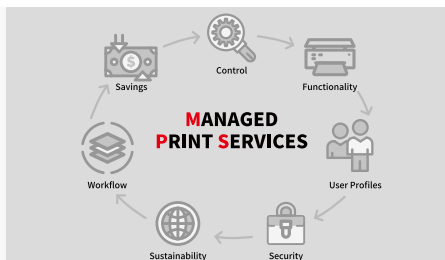 Control
Savings
Functionality
MANAGED
PRINT SERVICES
Workflow
User Profiles
Sustainability
Security
$